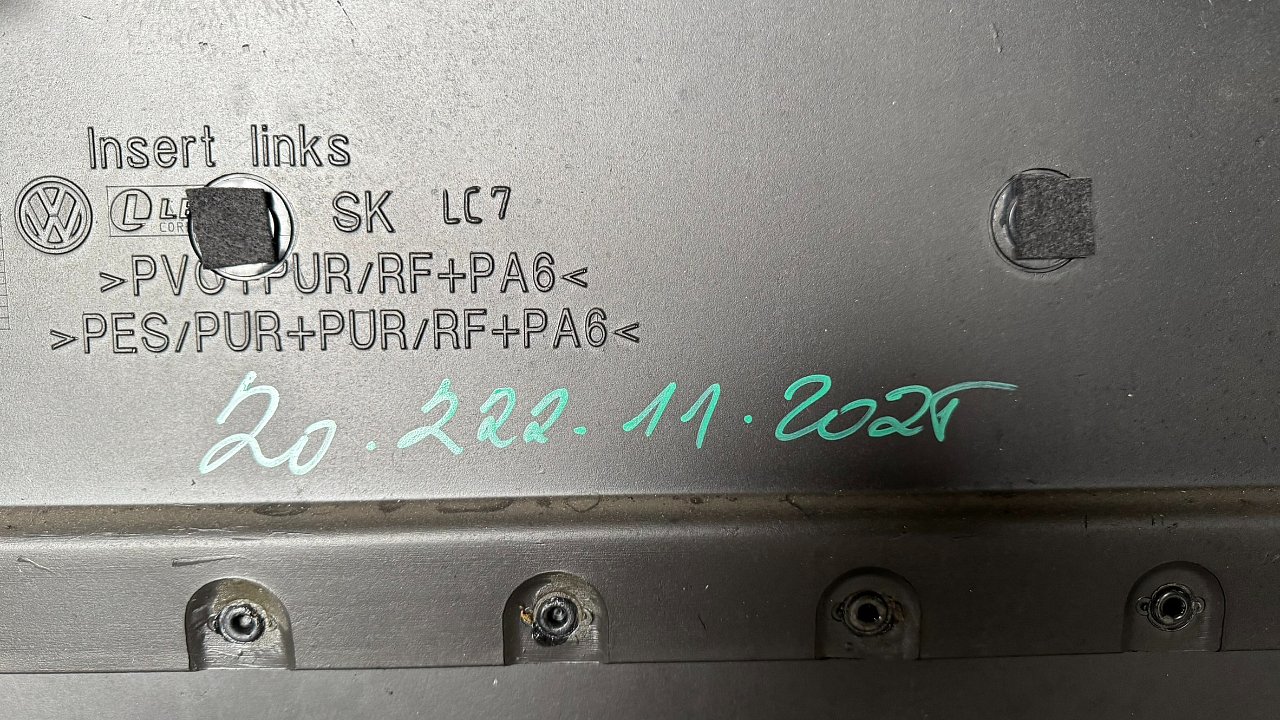 Insert links
SK LC7
>PVC+PUR/RF+PA6<
>PES/PUR+PUR/RF+PA6<
20.222.11.2025